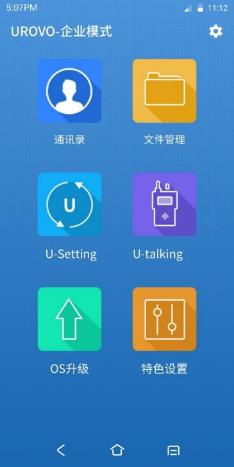 5:07PM
11:12
UROVO-企业模式
通讯录
文件管理
U
U-Setting
U-talking
OS升级
特色设置